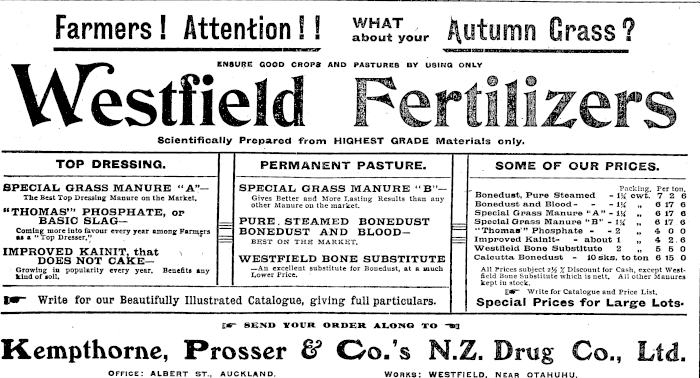 Farmers! Attention!! WHAT about your Autumn Grass?
ENSURE GOOD CROPS AND PASTURES BY USING ONLY
Westfield Fertilizers
Scientifically Prepared from HIGHEST GRADE Materials only.
TOP DRESSING.
SPECIAL GRASS MANURE "A"—
The Best Top Dressing Manure on the Market.
"THOMAS" PHOSPHATE, or
BASIC SLAG—
Coming more into favour every year among Farmers
as a "Top Dresser."
IMPROVED KAINIT, that
DOES NOT CAKE—
Growing in popularity every year. Benefits any
kind of soil.
PERMANENT PASTURE.
SPECIAL GRASS MANURE "B"—
Gives Better and More Lasting Results than any
other Manure on the market.
PURE STEAMED BONEDUST
BONEDUST AND BLOOD—
BEST ON THE MARKET.
WESTFIELD BONE SUBSTITUTE
—An excellent substitute for Bonedust, at a much
Lower Price.
SOME OF OUR PRICES.
Packing. Per ton.
Bonedust, Pure Steamed - 1¼ cwt. 7 2 6
Bonedust and Blood - - 1¼ " 6 17 6
Special Grass Manure "A" - 1¼ " 6 17 6
Special Grass Manure "B" - 1¼ " 6 17 6
"Thomas'" Phosphate - - 2 " 4 0 0
Improved Kainit - about 1 " 4 2 6
Westfield Bone Substitute 2 " 5 5 0
Calcutta Bonedust - 10 sks. to ton 6 15 0
All Prices subject 2½ % Discount for Cash, except West-
field Bone Substitute which is nett. All other Manures
kept in stock.
Write for Catalogue and Price List.
Special Prices for Large Lots.
Write for our Beautifully Illustrated Catalogue, giving full particulars.
SEND YOUR ORDER ALONG TO
Kempthorne, Prosser & Co.'s N.Z. Drug Co., Ltd.
OFFICE: ALBERT ST., AUCKLAND. WORKS: WESTFIELD, NEAR OTAHUHU.